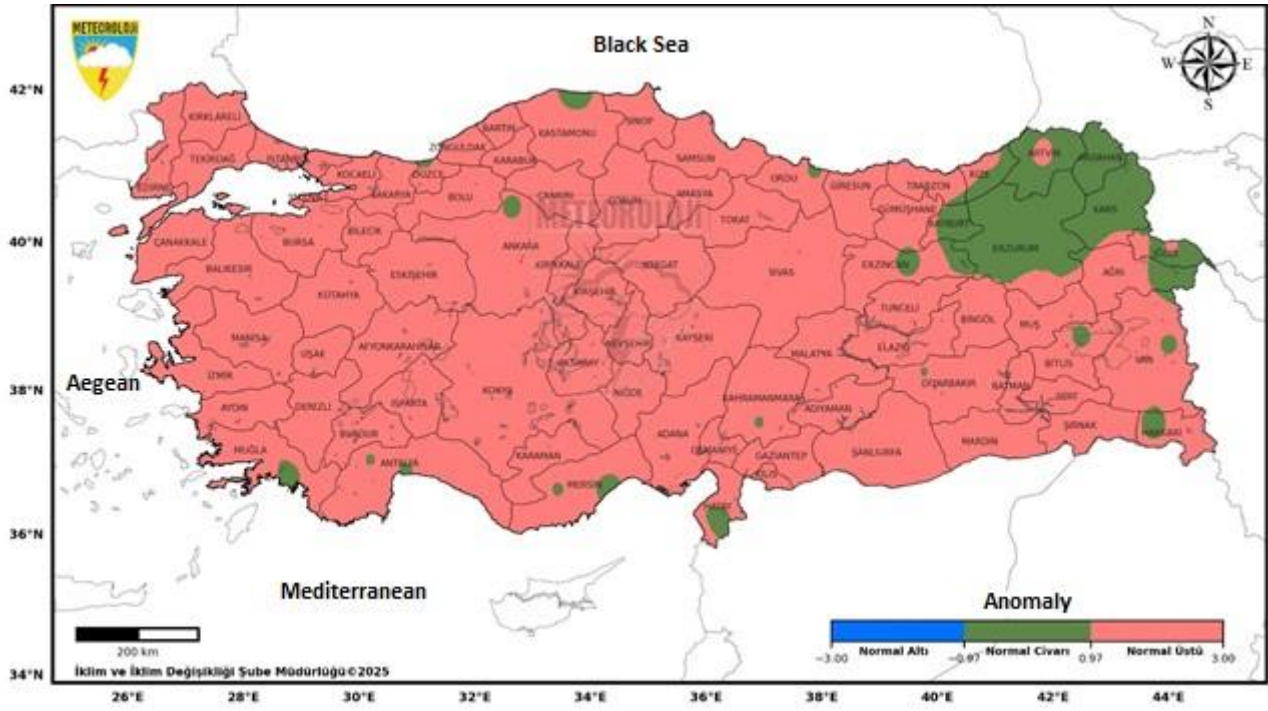 METEOROLOJI
Black Sea
N
W E
S
42°N
40°N
38°N
36°N
34°N
KIRKLARELİ
TEKİRDAĞ
İSTANBUL
EDİRNE
KOCAELİ
SAKARYA
DÜZCE
ZONGULDAK
BARTIN
KARABÜK
KASTAMONU
SİNOP
SAMSUN
ORDU
GİRESUN
TRABZON
RİZE
ARTVİN
ARDAHAN
ÇANAKKALE
BURSA
BİLECİK
BOLU
ÇANKIRI
ÇORUM
AMASYA
TOKAT
GÜMÜŞHANE
BAYBURT
KARS
METEOROLOJİ
BALIKESİR
KÜTAHYA
ESKİŞEHİR
ANKARA
KIRIKKALE
YOZGAT
SİVAS
ERZİNCAN
ERZURUM
AĞRI
KIRŞEHİR
TUNCELİ
BİNGÖL
MUŞ
MANİSA
UŞAK
AFYONKARAHİSAR
NEVŞEHİR
KAYSERİ
MALATYA
ELAZIĞ
BİTLİS
VAN
Aegean
İZMİR
AKSARAY
DİYARBAKIR
BATMAN
SİİRT
AYDIN
DENİZLİ
ISPARTA
KONYA
NİĞDE
KAHRAMANMARAŞ
ADIYAMAN
ŞIRNAK
HAKKARİ
MUĞLA
BURDUR
ANTALYA
KARAMAN
MERSİN
ADANA
OSMANİYE
GAZİANTEP
KİLİS
ŞANLIURFA
MARDİN
HATAY
Mediterranean
Anomaly
Normal Altı Normal Civarı Normal Üstü
−3.00 −0.97 0.97 3.00
200 km
İklim ve İklim Değişikliği Şube Müdürlüğü©2025
26°E 28°E 30°E 32°E 34°E 36°E 38°E 40°E 42°E 44°E